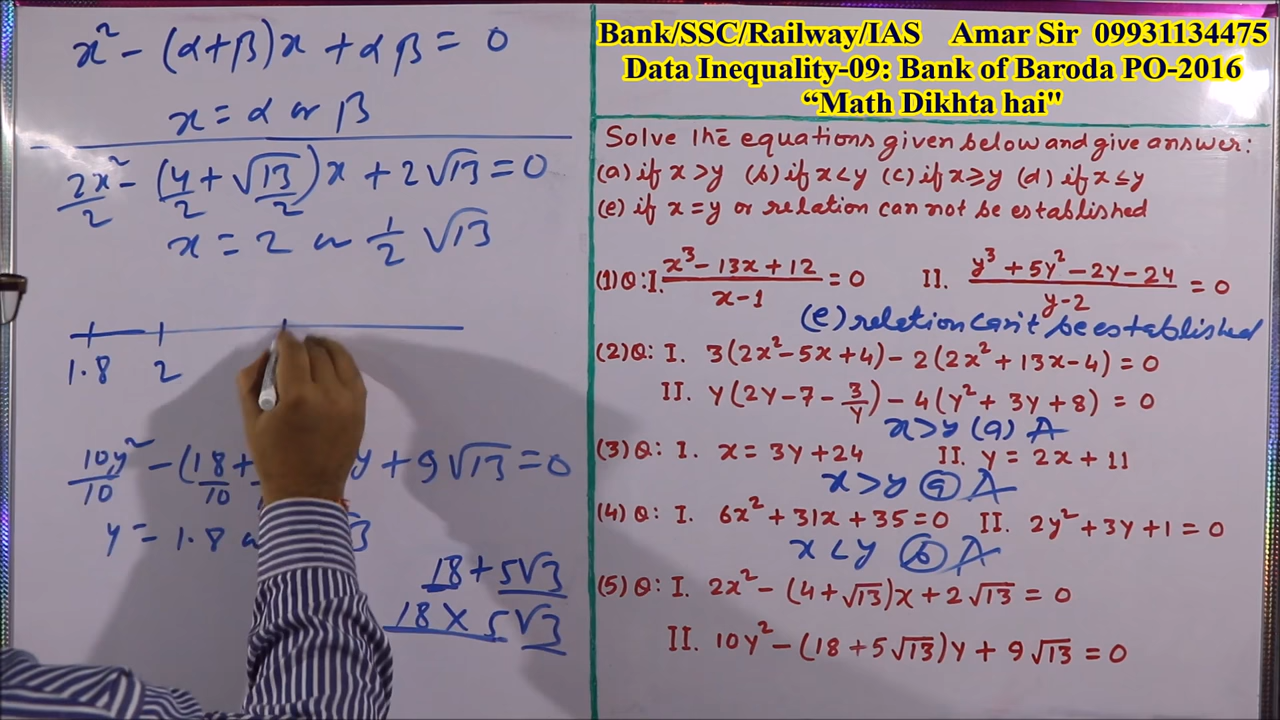 x² - (α+β)x + αβ = 0
x = α or β
2x²/2 - (4/2 + √13/2)x + 2√13 = 0
x = 2 or 1/2 √13
1.8 2
10y²/10 - (18/10 + y + 9√13 = 0
y = 1.8
18 + 5√3
18 × 5√3
Bank/SSC/Railway/IAS Amar Sir 09931134475
Data Inequality-09: Bank of Baroda PO-2016
“Math Dikhta hai"
Solve the equations given below and give answer:
(a) if x > y (b) if x < y (c) if x ≥ y (d) if x ≤ y
(e) if x = y or relation can not be established
(1) Q: I. x³ - 13x + 12 / x - 1 = 0 II. y³ + 5y² - 2y - 24 / y - 2 = 0
(e) relation can't be established
(2) Q: I. 3(2x² - 5x + 4) - 2(2x² + 13x - 4) = 0
II. y(2y - 7 - 3/y) - 4(y² + 3y + 8) = 0
x > y (a) A
(3) Q: I. x = 3y + 24 II. y = 2x + 11
x > y (a) A
(4) Q: I. 6x² + 31x + 35 = 0 II. 2y² + 3y + 1 = 0
x < y (b) A
(5) Q: I. 2x² - (4 + √13)x + 2√13 = 0
II. 10y² - (18 + 5√13)y + 9√13 = 0